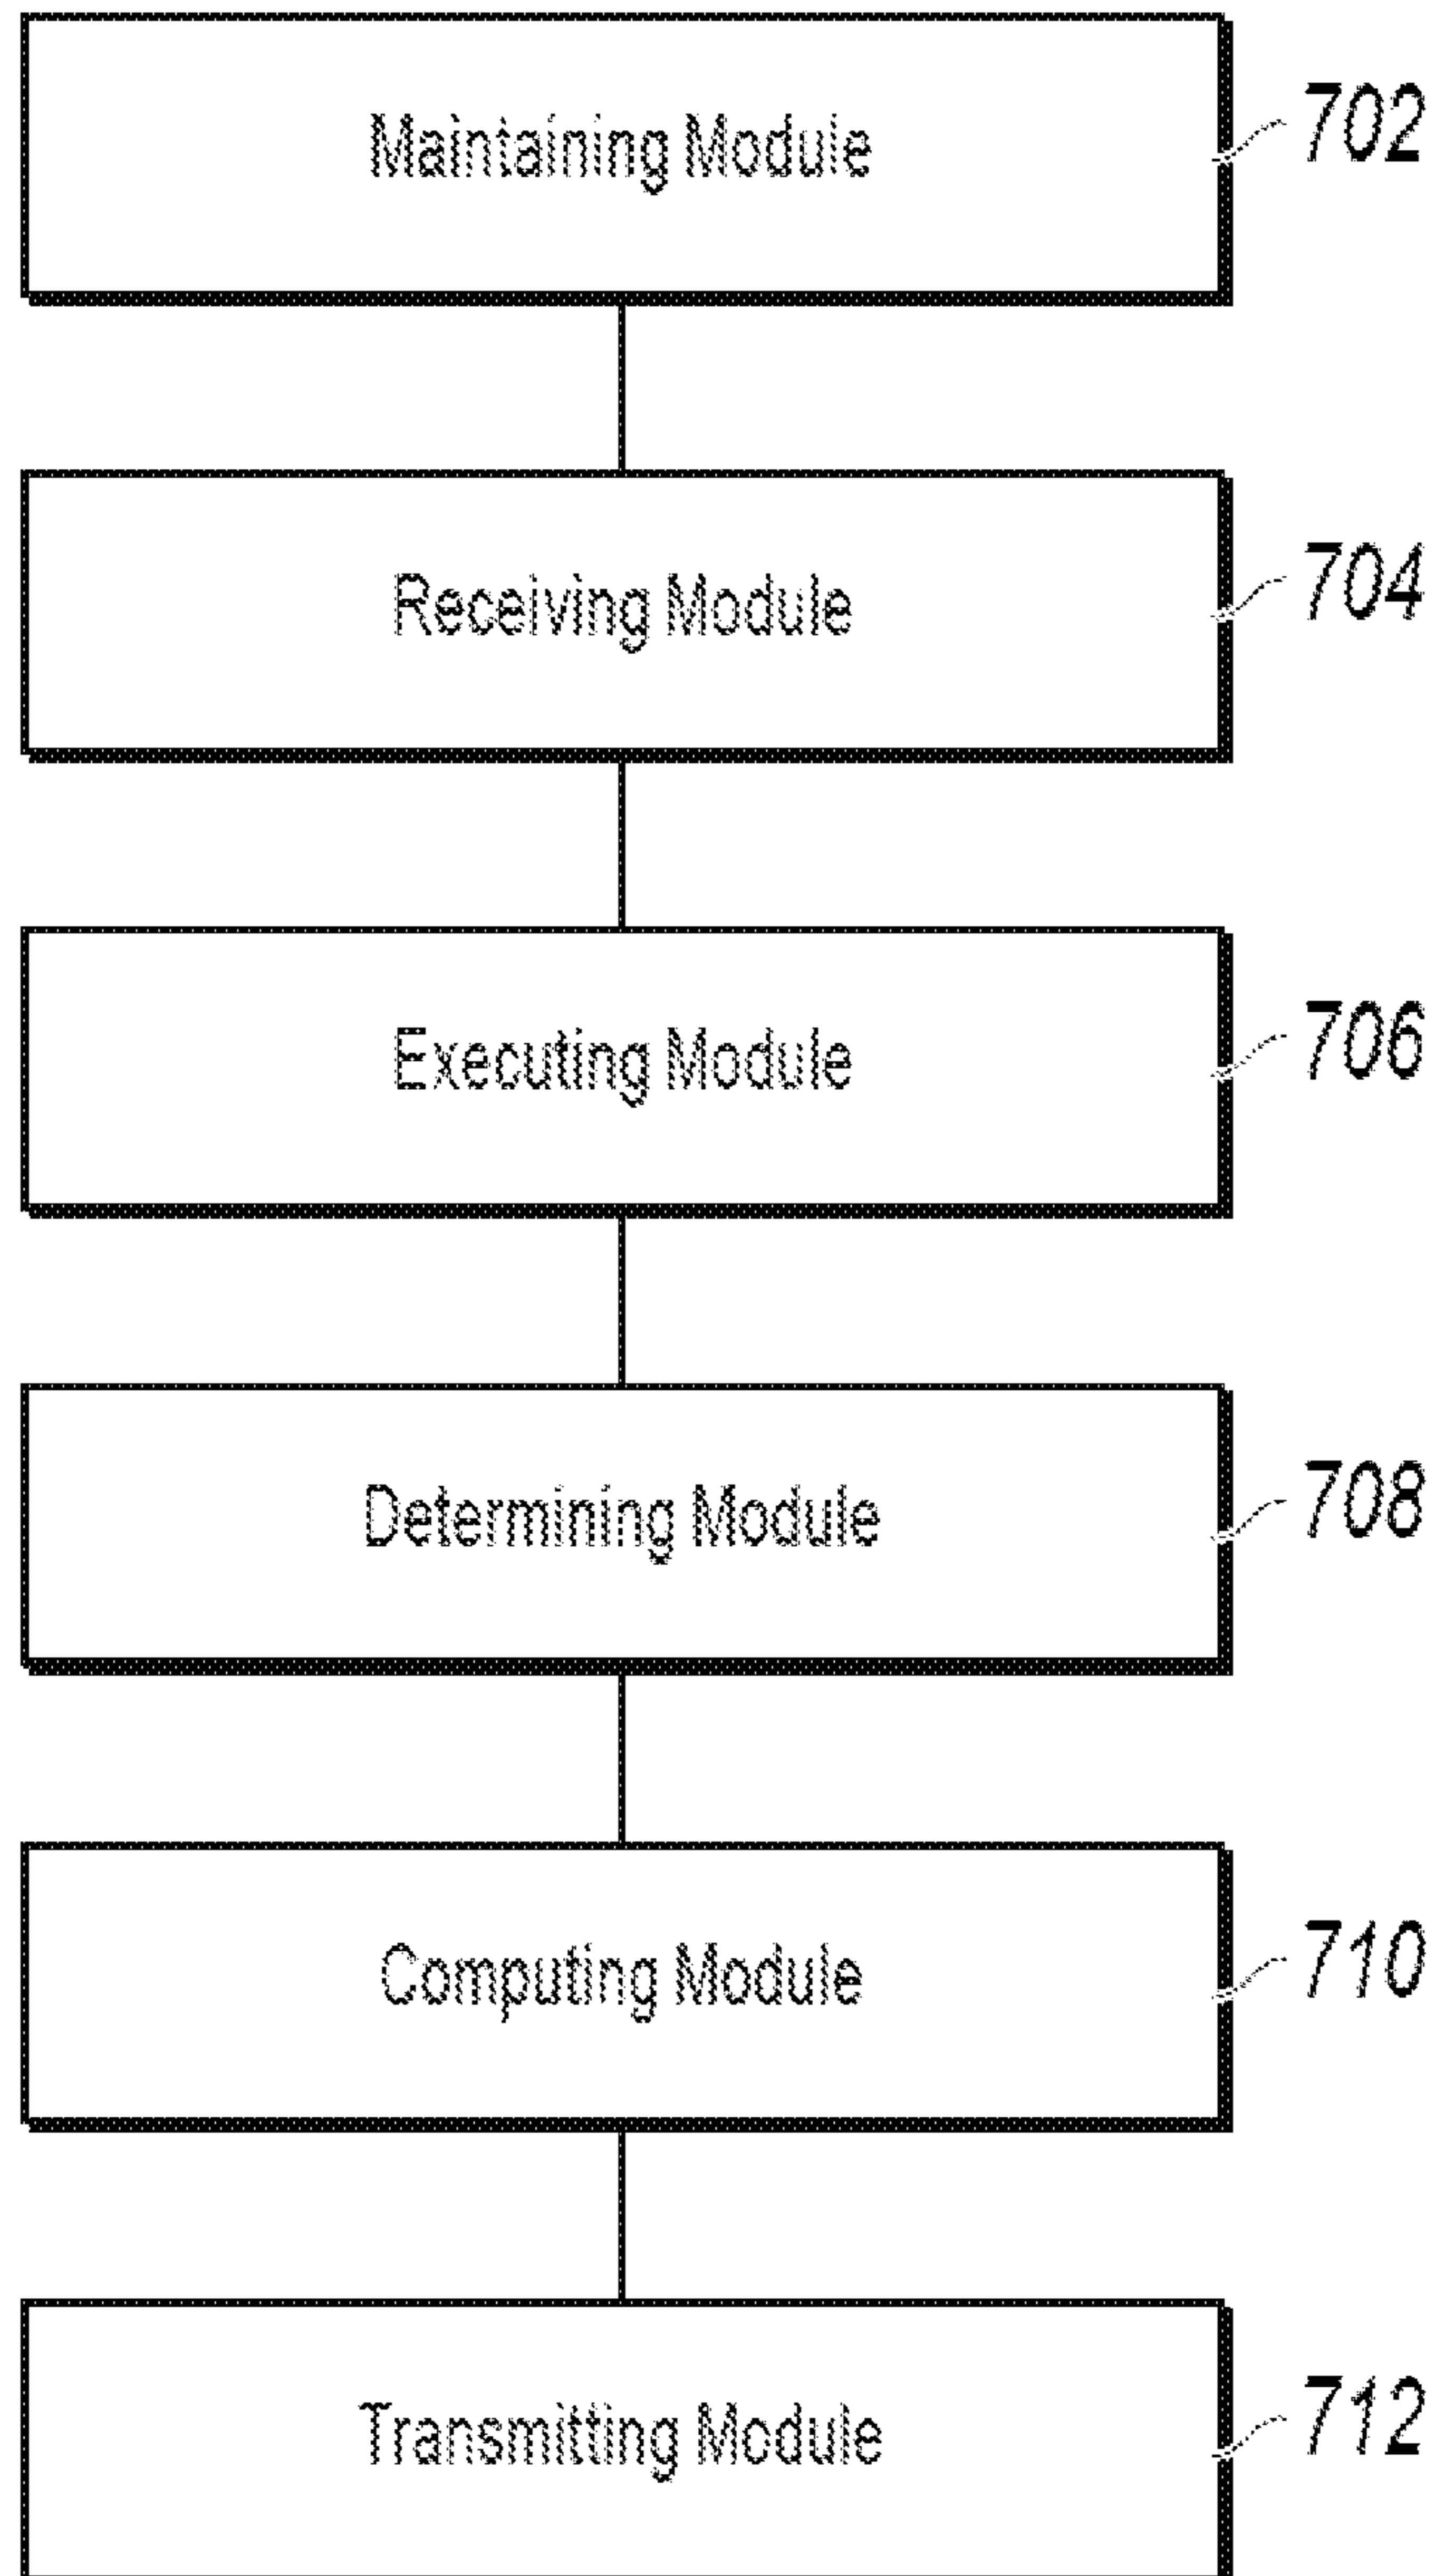 Maintaining Module
702
Receiving Module
704
Executing Module
706
Determining Module
708
Computing Module
710
Transmitting Module
712